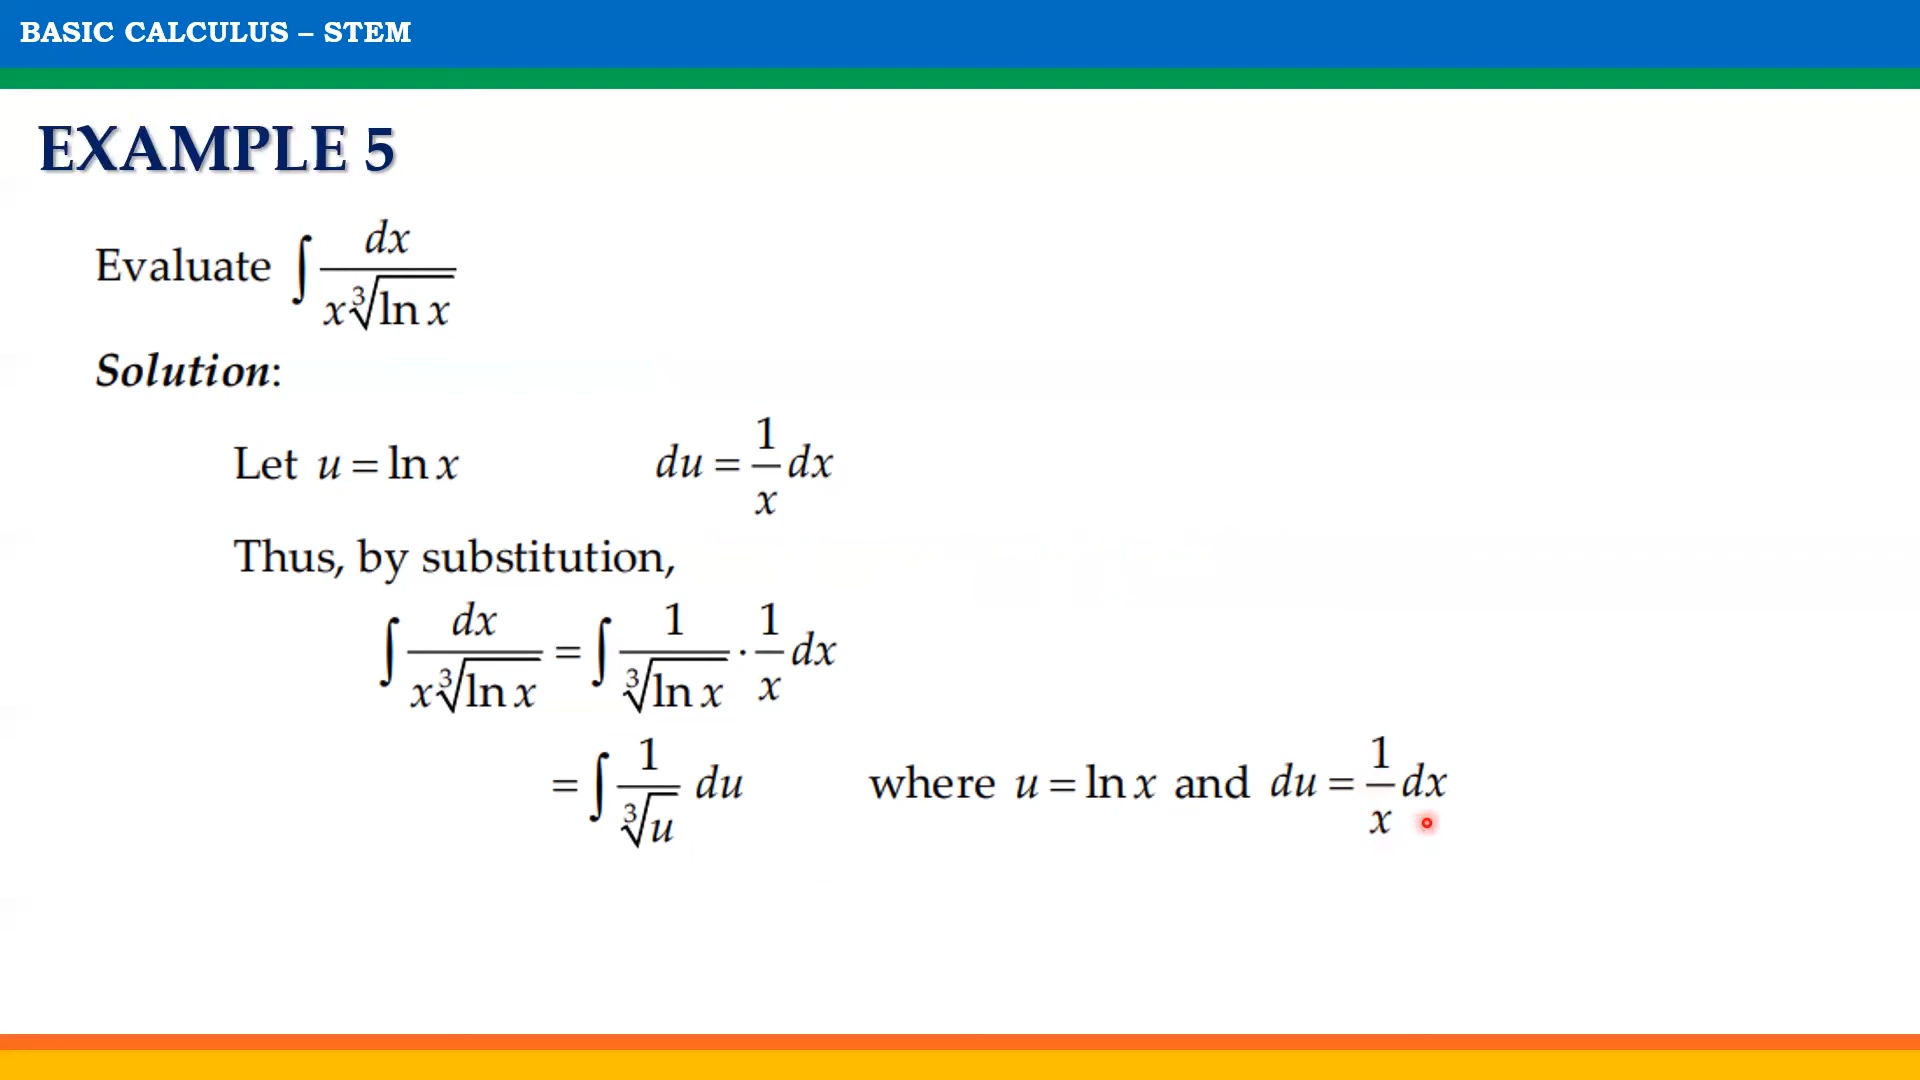 BASIC CALCULUS – STEM
EXAMPLE 5
Evaluate ∫ dx / (x ∛(ln x))
Solution:
Let u = ln x    du = (1/x) dx
Thus, by substitution,
∫ dx / (x ∛(ln x)) = ∫ 1 / ∛(ln x) · (1/x) dx
= ∫ 1 / ∛u du    where u = ln x and du = (1/x) dx